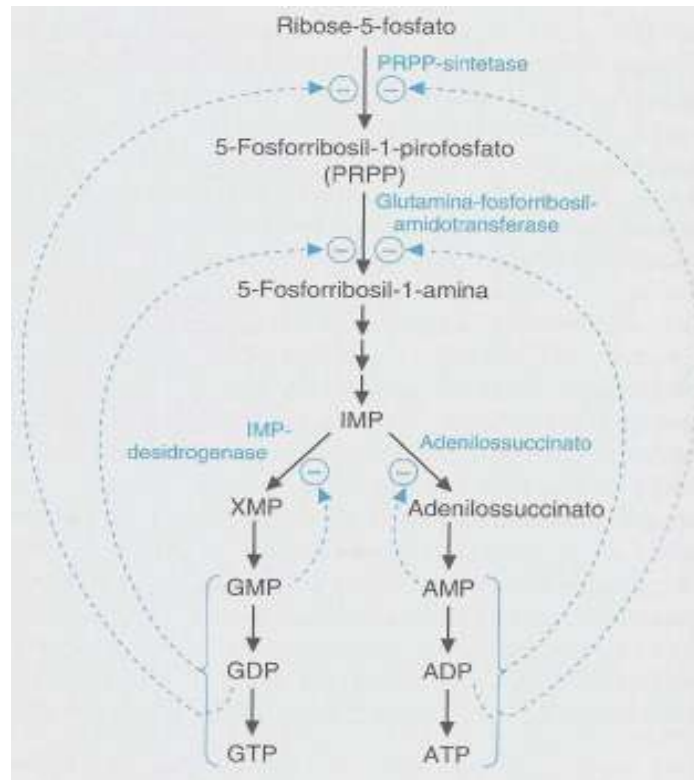 Ribose-5-fosfato
PRPP-sintetase
5-Fosforribosil-1-pirofosfato
(PRPP)
Glutamina-fosforribosil-
amidotransferase
5-Fosforribosil-1-amina
IMP
IMP-
desidrogenase
Adenilossuccinato
XMP
Adenilossuccinato
GMP
AMP
GDP
ADP
GTP
ATP